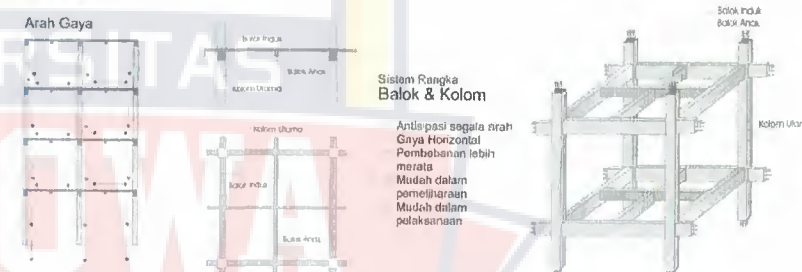 Arah Gaya
Balok Induk
Balok Anak
Kolom Utama
Kolom Utama
Balok Induk
Balok Anak
Sistem Rangka
Balok & Kolom
Antisipasi segala arah
Gaya Horizontal
Pembebanan lebih
merata
Mudah dalam
pemeliharaan
Mudah dalam
pelaksanaan
Balok Induk
Balok Anak
Kolom Utar
ERSITAS
OWA